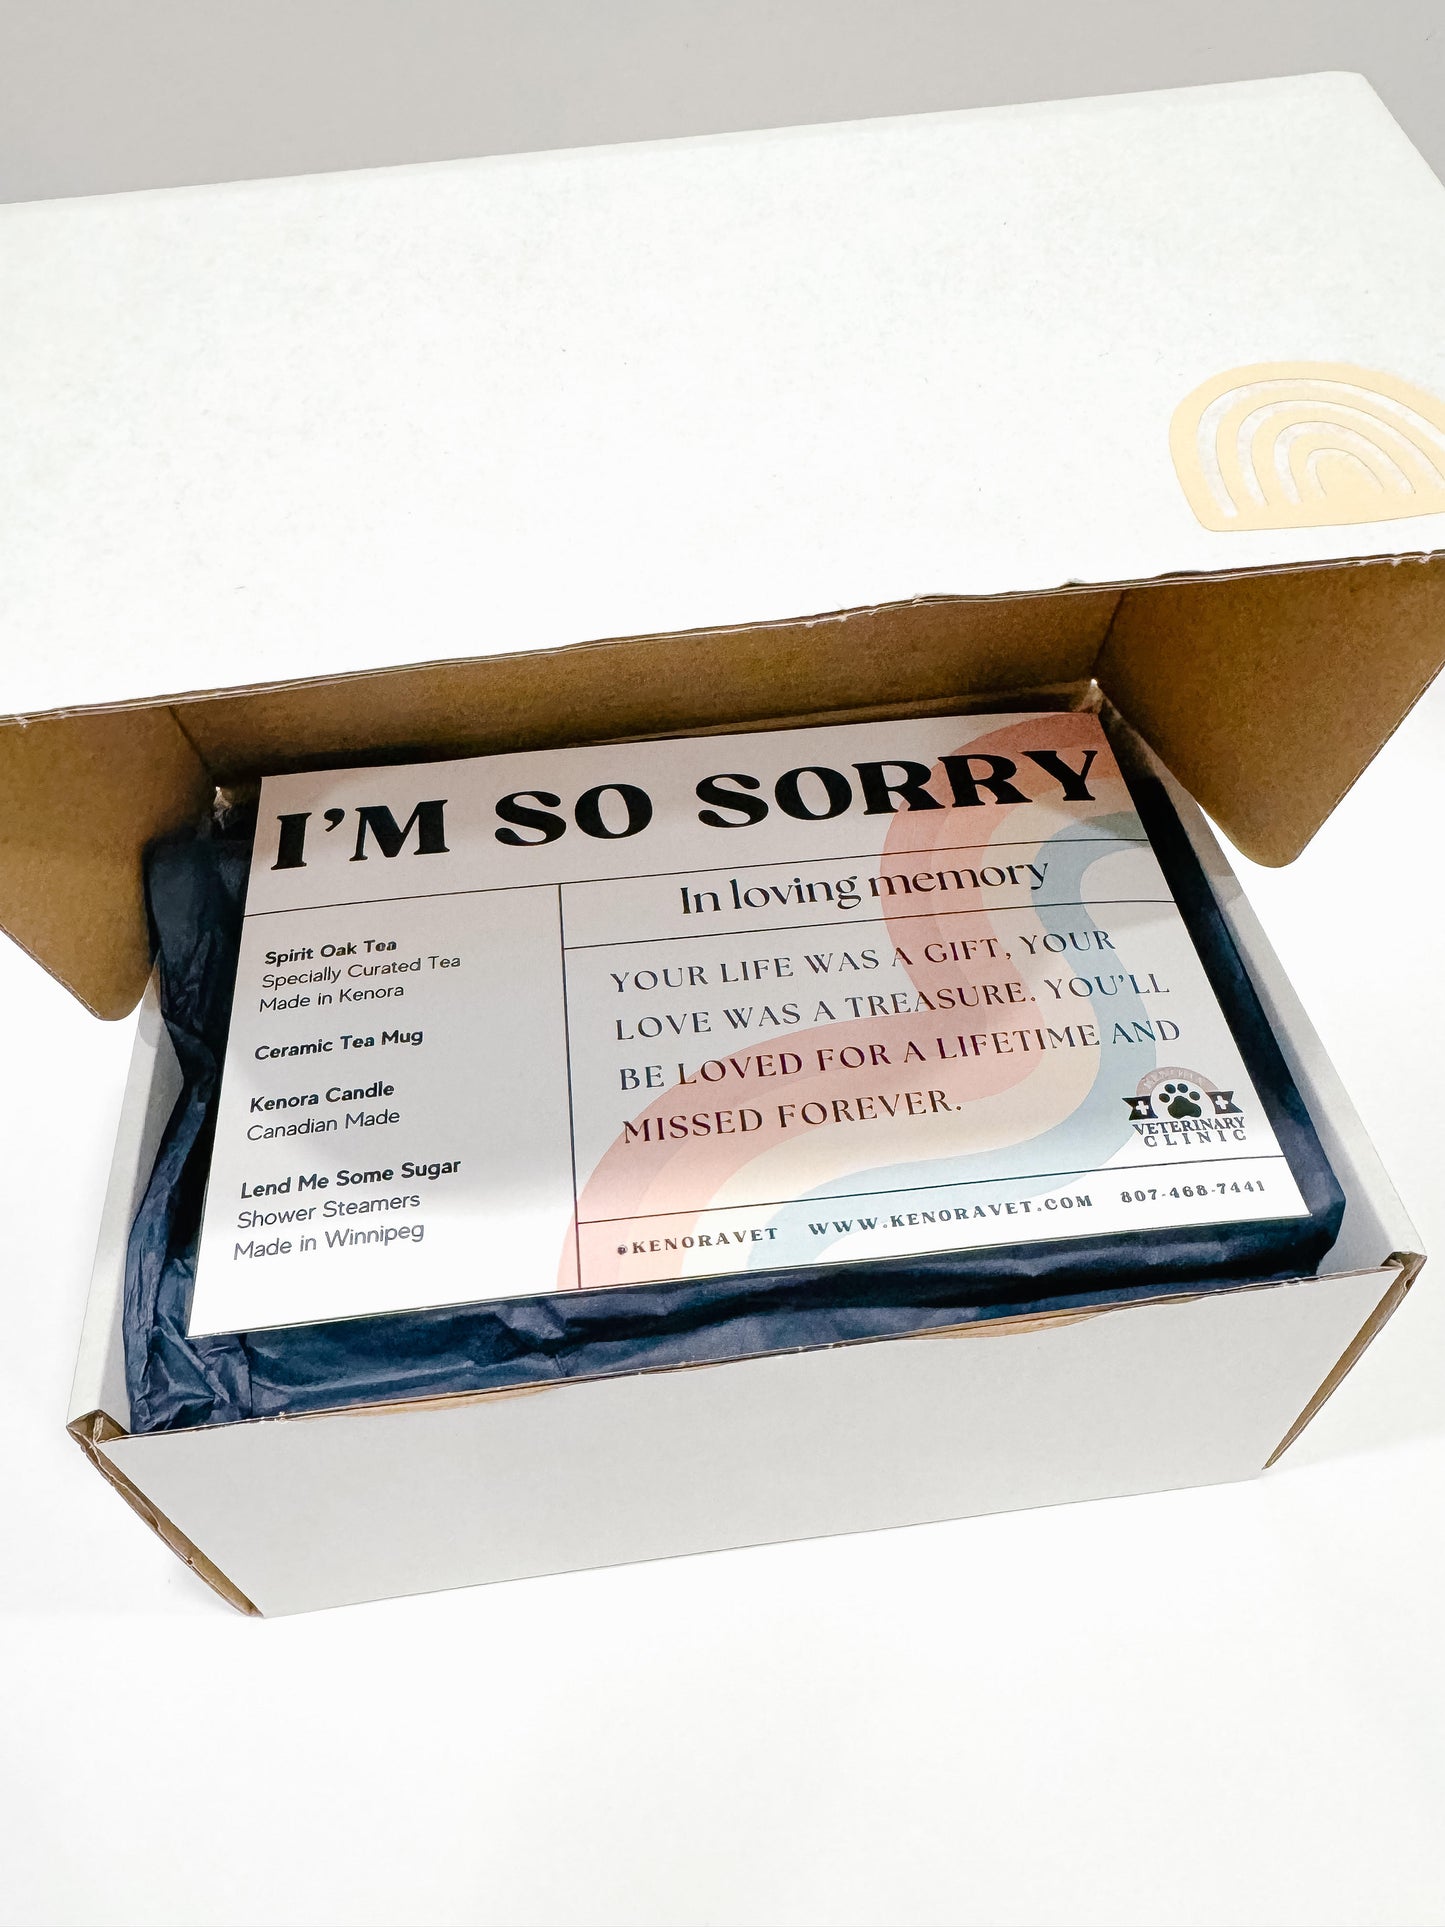 I'M SO SORRY
Spirit Oak Tea
Specially Curated Tea
Made in Kenora
Ceramic Tea Mug
Kenora Candle
Canadian Made
Lend Me Some Sugar
Shower Steamers
Made in Winnipeg
In loving memory
YOUR LIFE WAS A GIFT, YOUR
LOVE WAS A TREASURE. YOU'LL
BE LOVED FOR A LIFETIME AND
MISSED FOREVER.
KENORA
VETERINARY
CLINIC
@KENORAVET WWW.KENORAVET.COM 807-468-7441